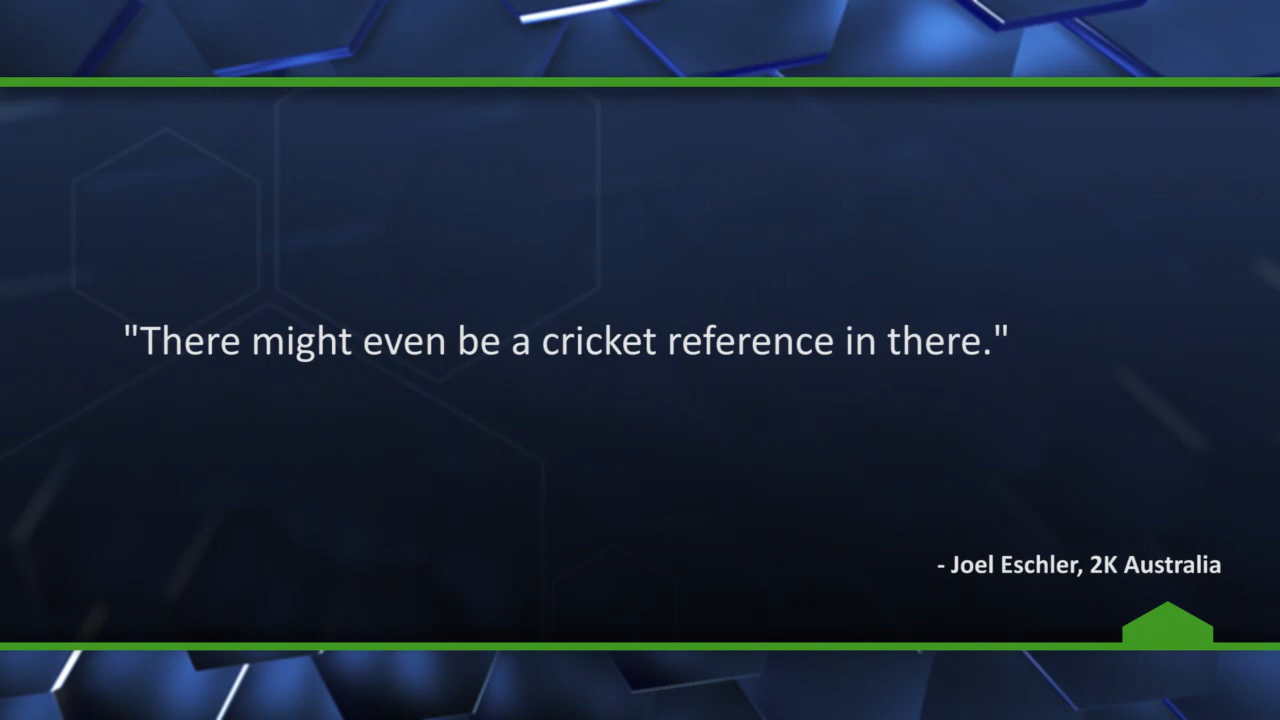 "There might even be a cricket reference in there."
- Joel Eschler, 2K Australia